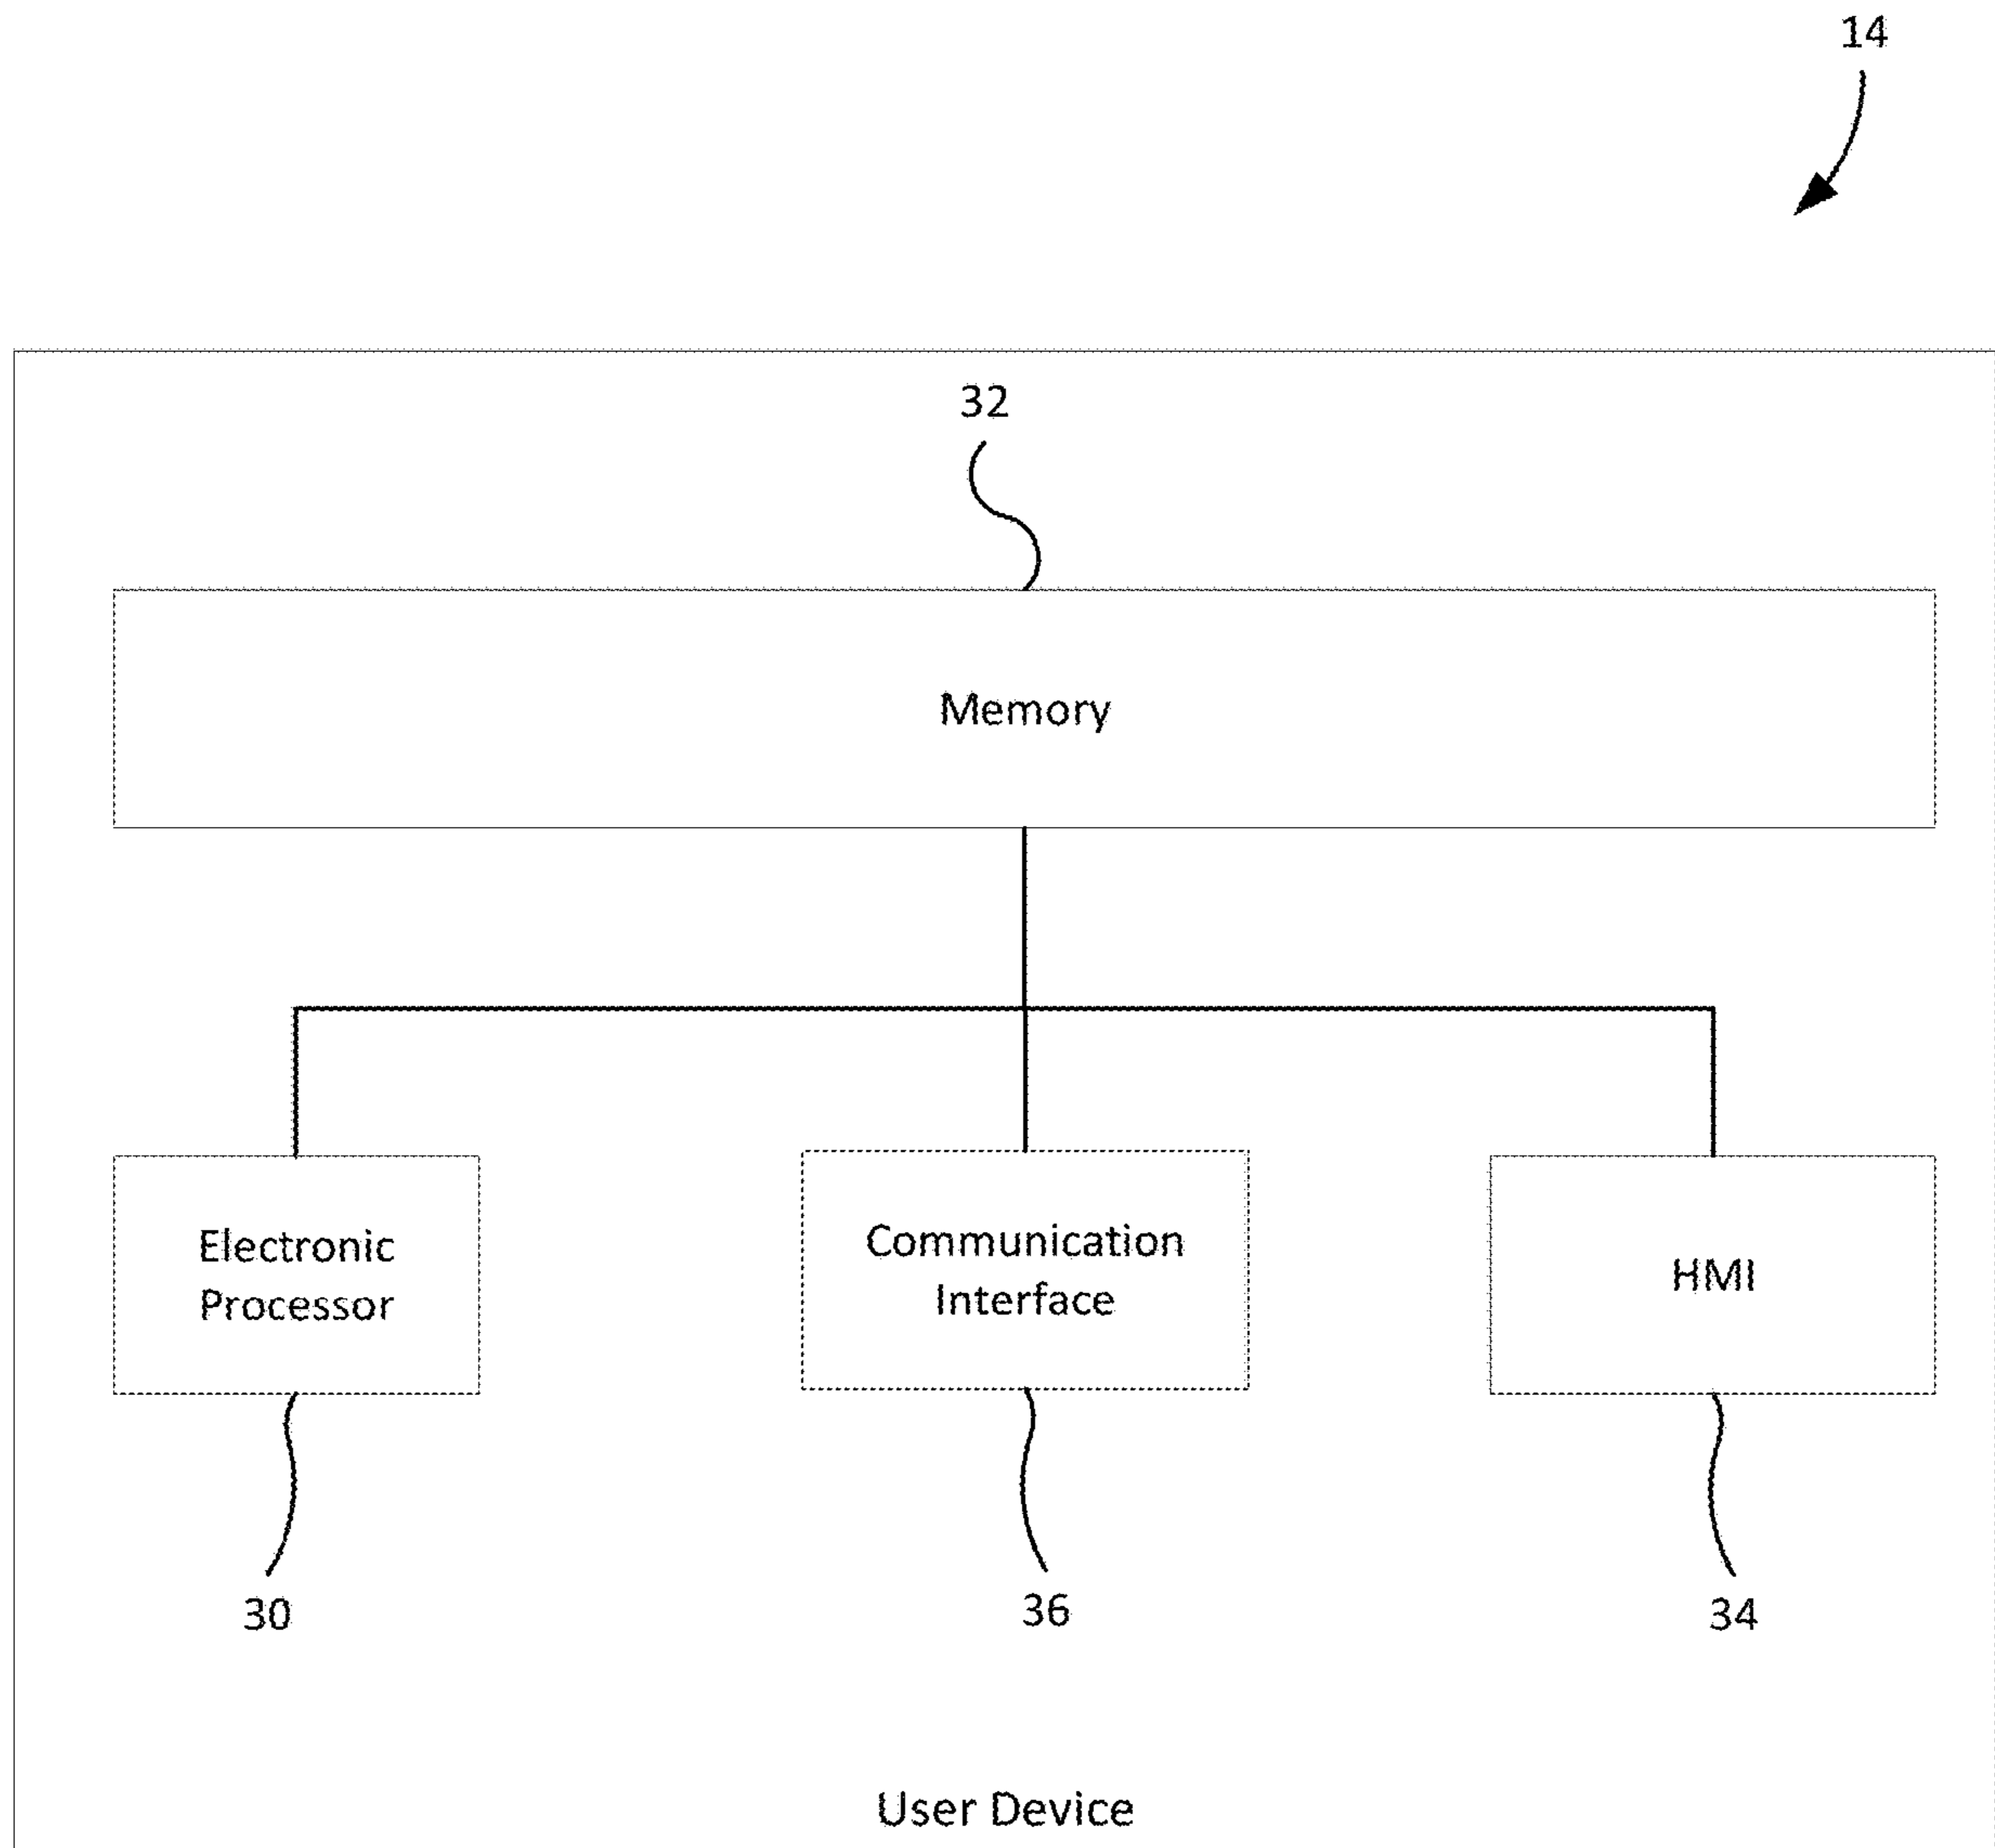 14
32
Memory
Electronic
Processor
Communication
Interface
HMI
30
36
34
User Device